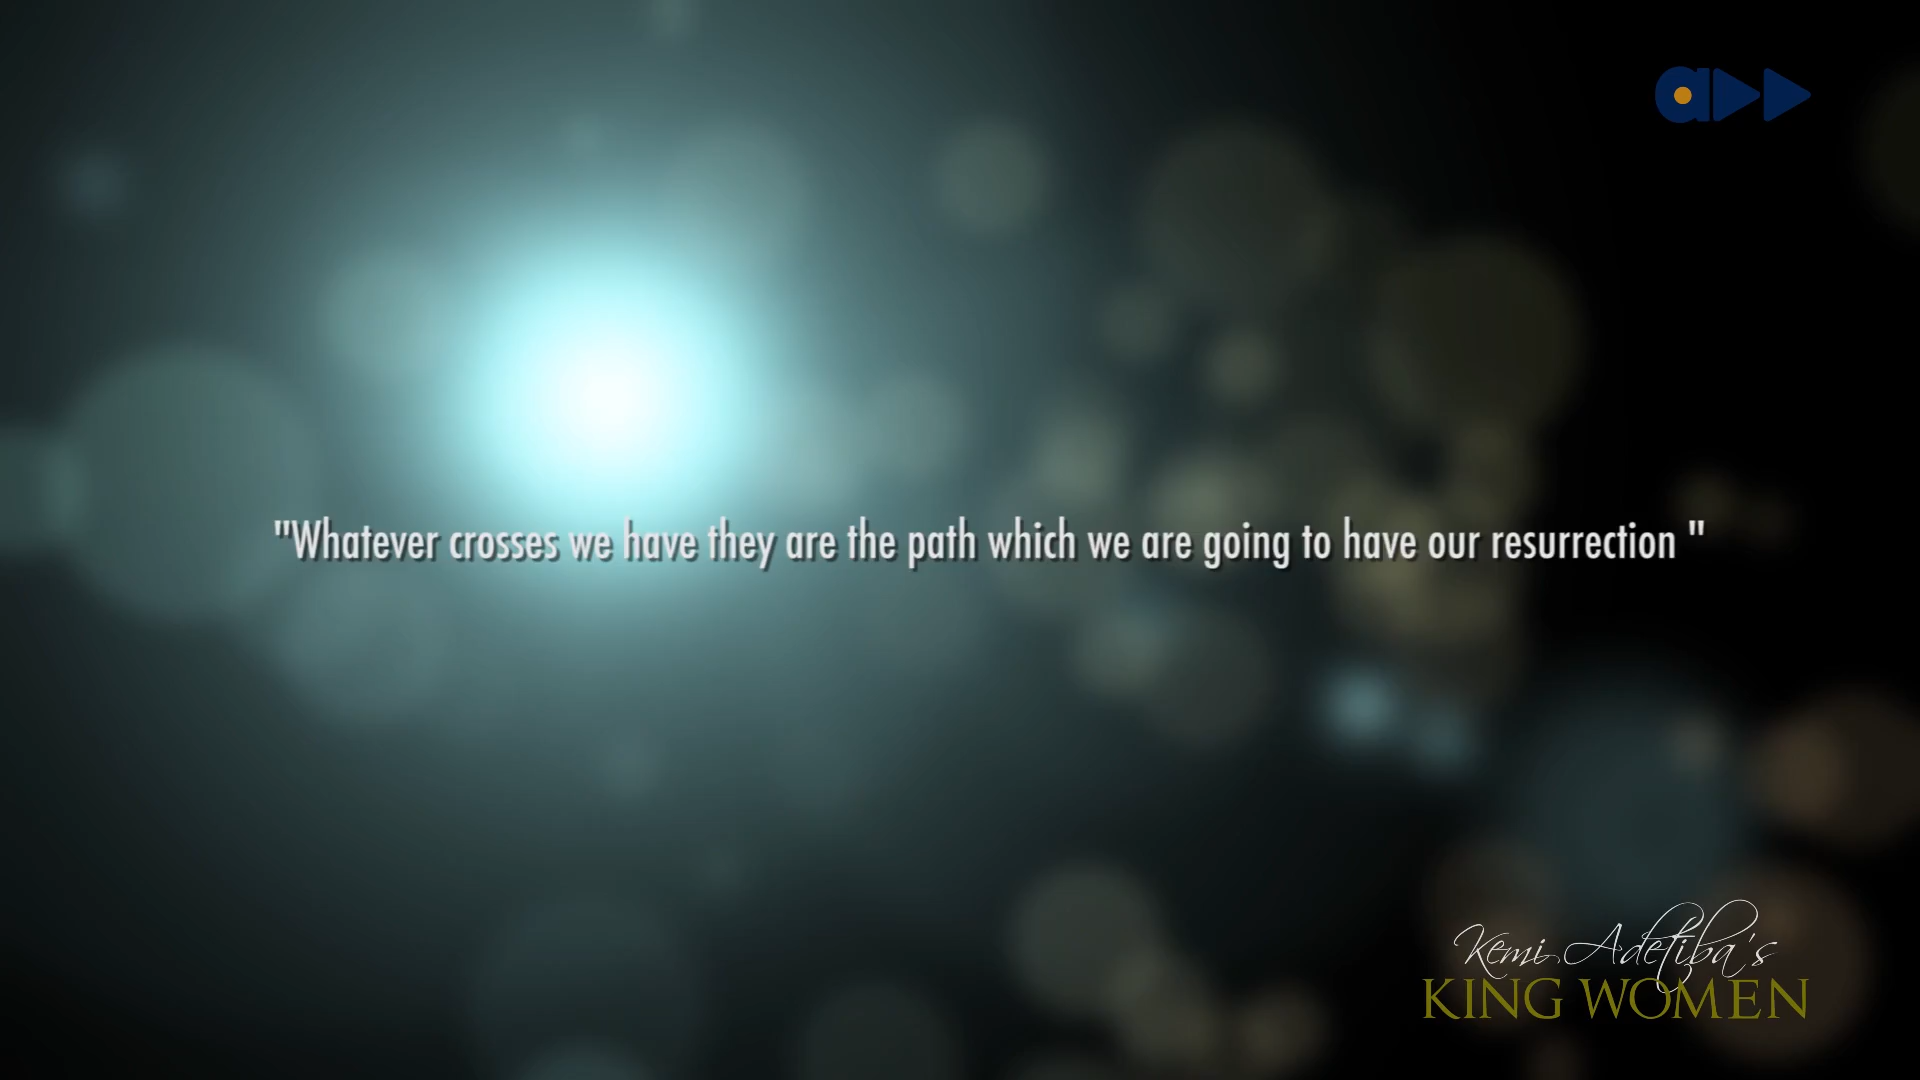 "Whatever crosses we have they are the path which we are going to have our resurrection "
Kemi Adetiba's
KING WOMEN